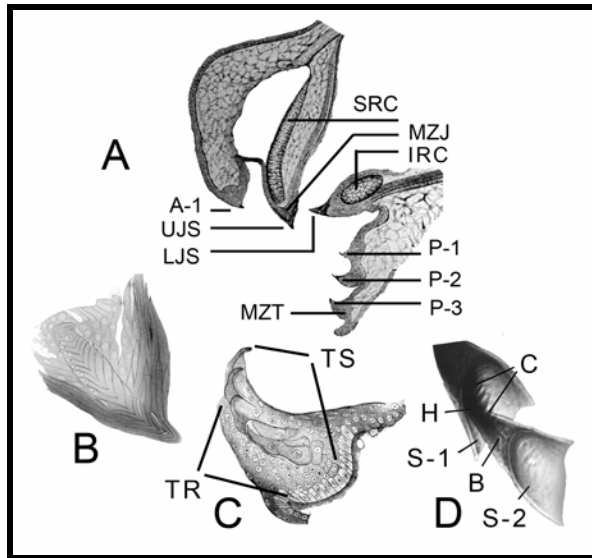 SRC
A
MZJ
IRC
A-1
UJS
LJS
P-1
P-2
P-3
MZT
TS
C
H
B
S-1
B
TR
C
D
S-2